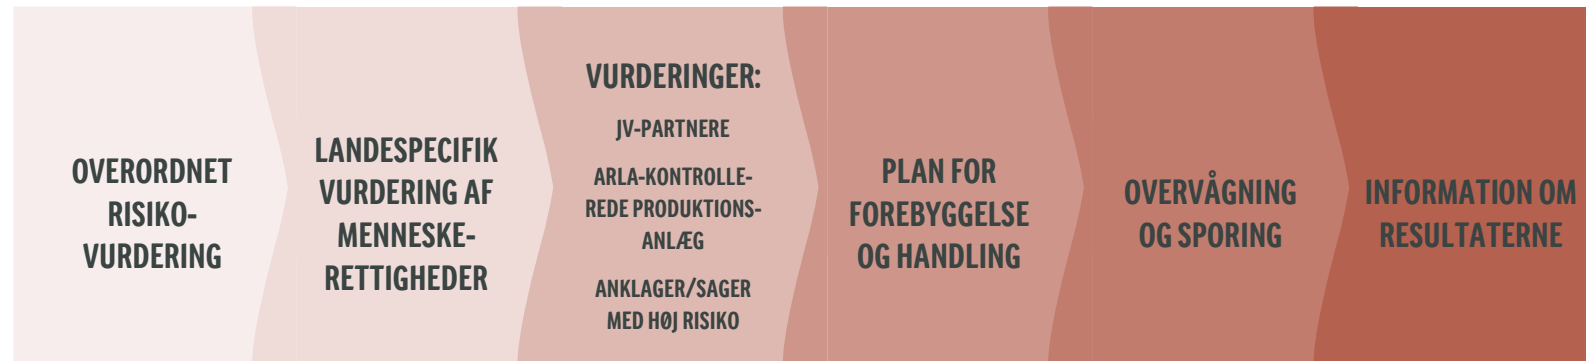 OVERORDNET
RISIKO-
VURDERING
LANDESPECIFIK
VURDERING AF
MENNESKE-
RETTIGHEDER
VURDERINGER:
JV-PARTNERE
ARLA-KONTROLLE-
REDE PRODUKTIONS-
ANLÆG
ANKLAGER/SAGER
MED HØJ RISIKO
PLAN FOR
FOREBYGGELSE
OG HANDLING
OVERVÅGNING
OG SPORING
INFORMATION OM
RESULTATERNE